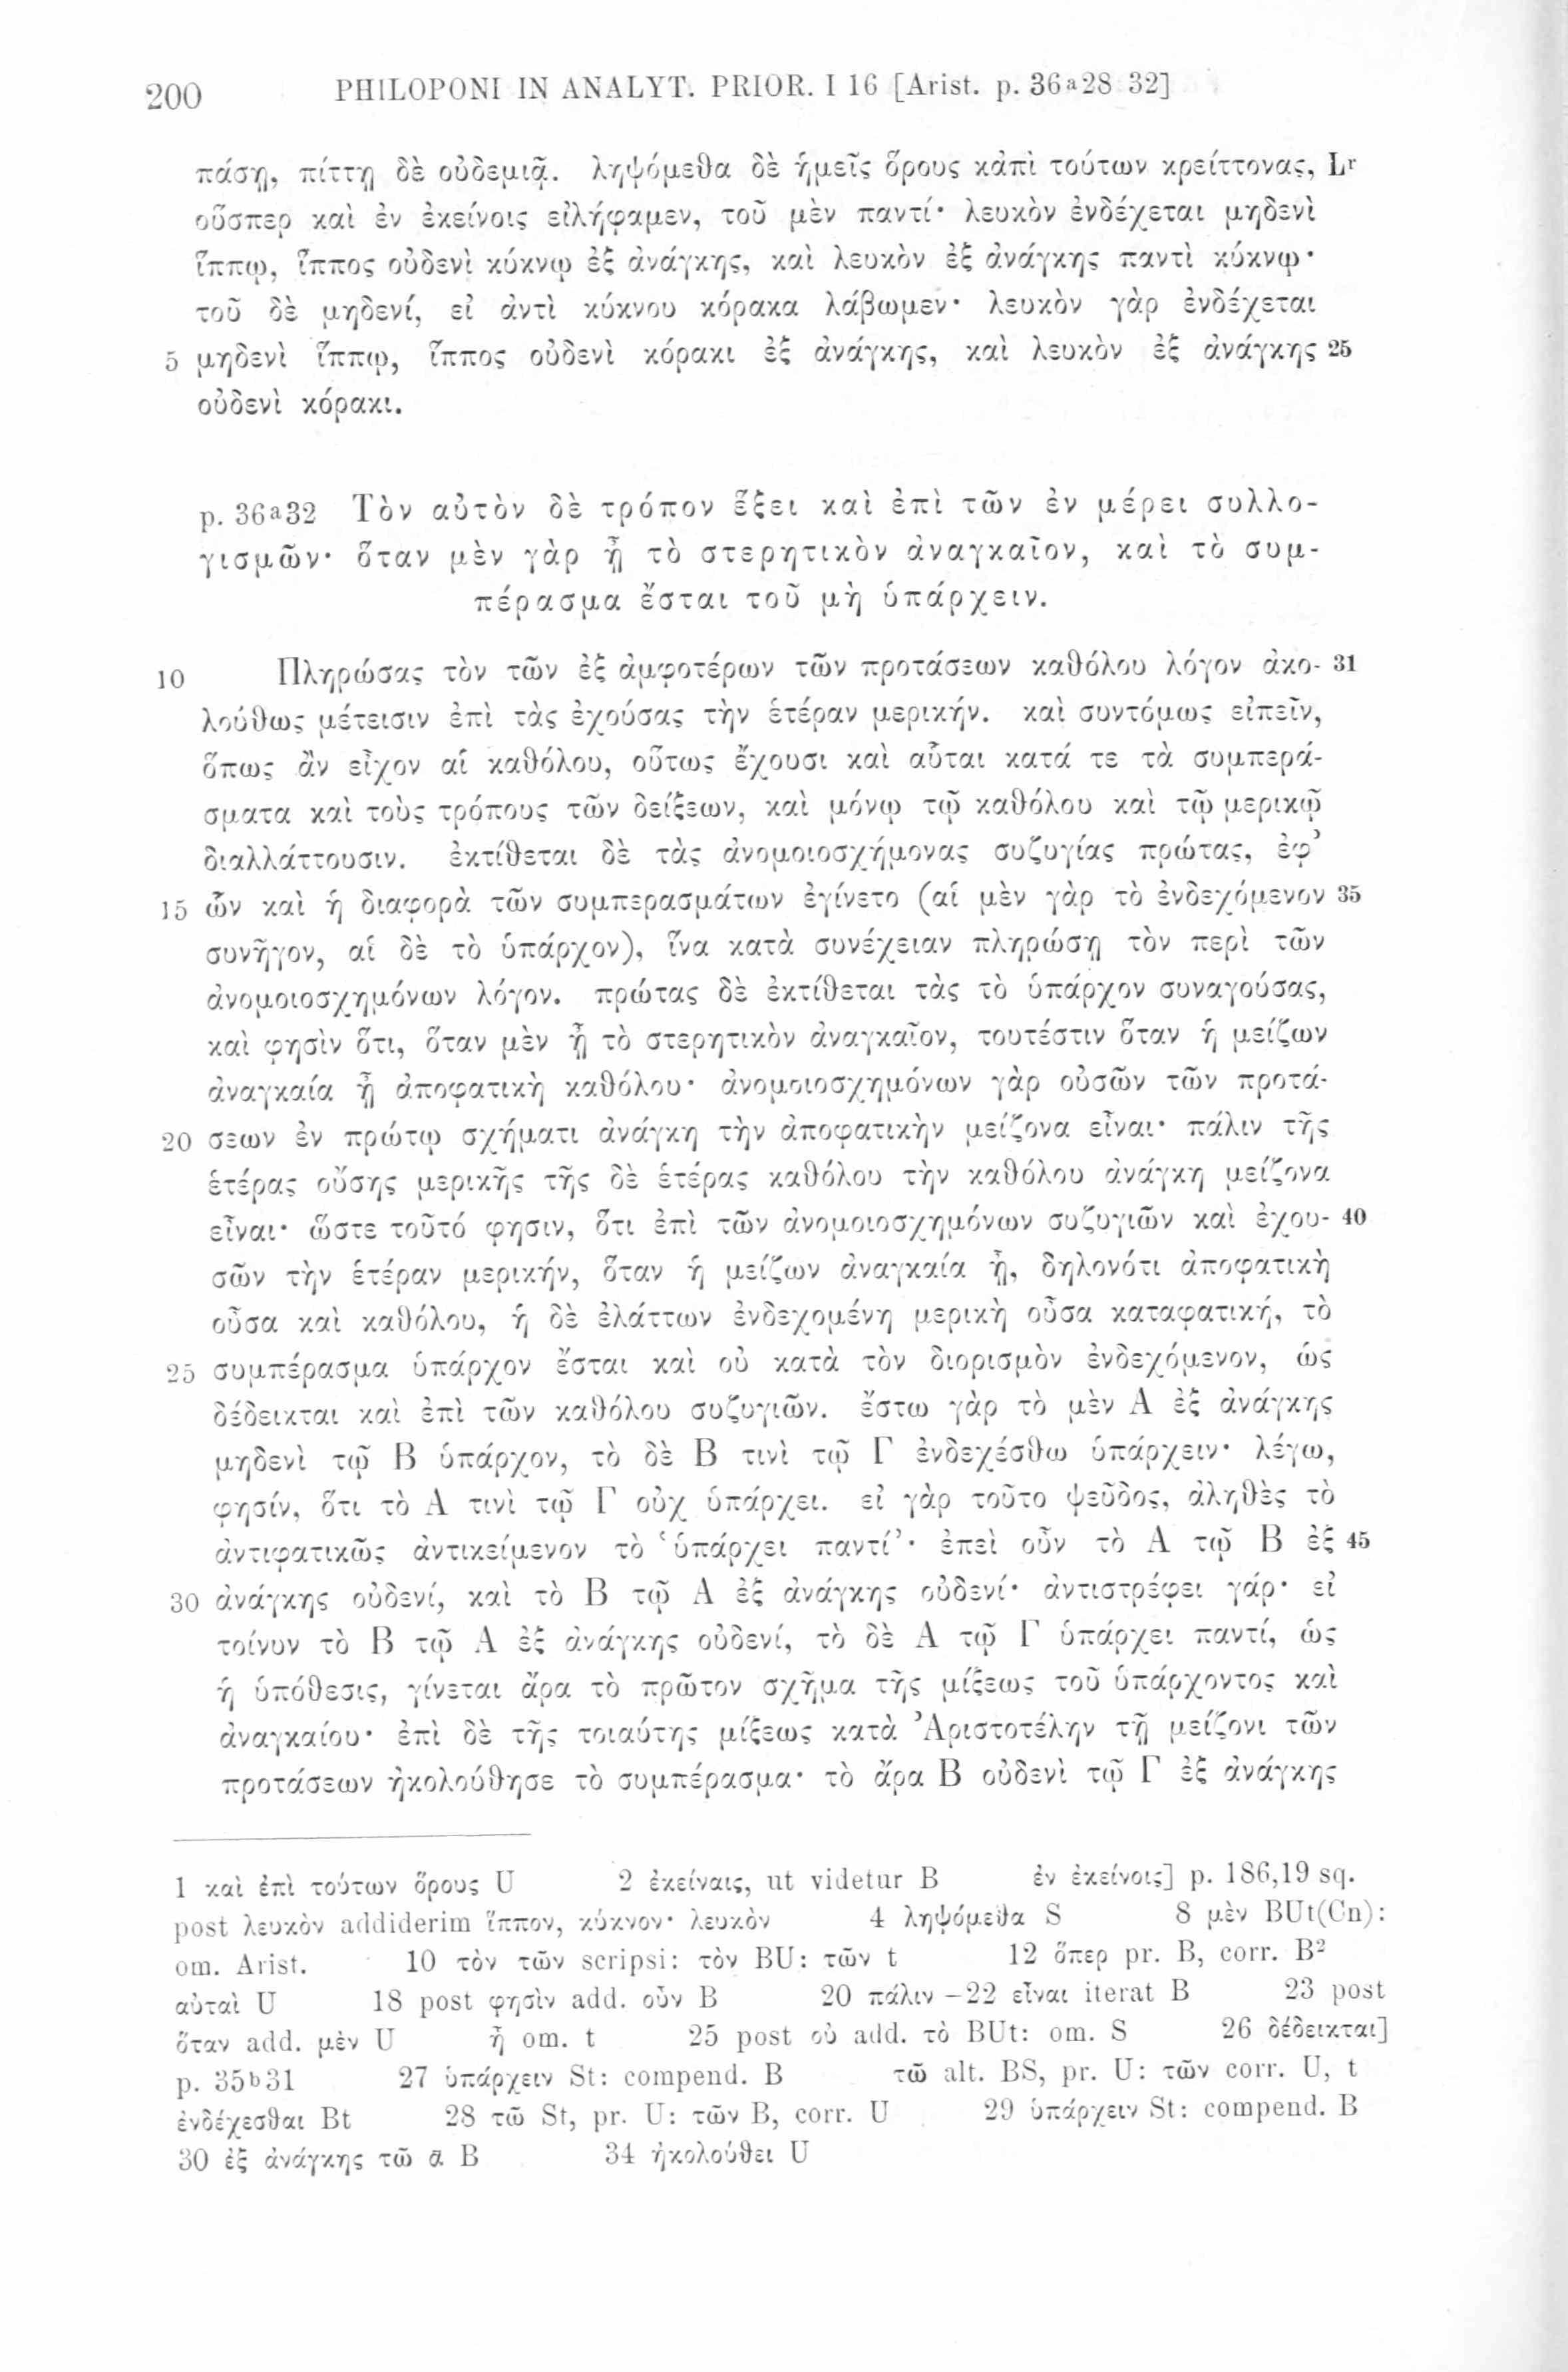 200 PHILOPONI IN ANALYT. PRIOR. I 16 [Arist. p. 36ᵃ28 32]
πάσῃ, πίττῃ δὲ οὐδεμιᾷ. ληψόμεθα δὲ ἡμεῖς ὅρους κἀπὶ τούτων κρείττονας, Lʳ
οὕσπερ καὶ ἐν ἐκείνοις εἰλήφαμεν, τοῦ μὲν παντί· λευκὸν ἐνδέχεται μηδενὶ
ἵππῳ, ἵππος οὐδενὶ κύκνῳ ἐξ ἀνάγκης, καὶ λευκὸν ἐξ ἀνάγκης παντὶ κύκνῳ·
τοῦ δὲ μηδενί, εἰ ἀντὶ κύκνου κόρακα λάβωμεν· λευκὸν γὰρ ἐνδέχεται
5 μηδενὶ ἵππῳ, ἵππος οὐδενὶ κόρακι ἐξ ἀνάγκης, καὶ λευκὸν ἐξ ἀνάγκης 25
οὐδενὶ κόρακι.
p. 36ᵃ32 Τὸν αὐτὸν δὲ τρόπον ἕξει καὶ ἐπὶ τῶν ἐν μέρει συλλο-
γισμῶν· ὅταν μὲν γὰρ ᾖ τὸ στερητικὸν ἀναγκαῖον, καὶ τὸ συμ-
πέρασμα ἔσται τοῦ μὴ ὑπάρχειν.
10 Πληρώσας τὸν τῶν ἐξ ἀμφοτέρων τῶν προτάσεων καθόλου λόγον ἀκο- 31
λούθως μέτεισιν ἐπὶ τὰς ἐχούσας τὴν ἑτέραν μερικήν. καὶ συντόμως εἰπεῖν,
ὅπως ἂν εἶχον αἱ καθόλου, οὕτως ἔχουσι καὶ αὗται κατά τε τὰ συμπερά-
σματα καὶ τοὺς τρόπους τῶν δείξεων, καὶ μόνῳ τῷ καθόλου καὶ τῷ μερικῷ
διαλλάττουσιν. ἐκτίθεται δὲ τὰς ἀνομοιοσχήμονας συζυγίας πρώτας, ἐφ’
15 ὧν καὶ ἡ διαφορὰ τῶν συμπερασμάτων ἐγίνετο (αἱ μὲν γὰρ τὸ ἐνδεχόμενον 35
συνῆγον, αἱ δὲ τὸ ὑπάρχον), ἵνα κατὰ συνέχειαν πληρώσῃ τὸν περὶ τῶν
ἀνομοιοσχημόνων λόγον. πρώτας δὲ ἐκτίθεται τὰς τὸ ὑπάρχον συναγούσας,
καὶ φησὶν ὅτι, ὅταν μὲν ᾖ τὸ στερητικὸν ἀναγκαῖον, τουτέστιν ὅταν ἡ μείζων
ἀναγκαία ᾖ ἀποφατικὴ καθόλου· ἀνομοιοσχημόνων γὰρ οὐσῶν τῶν προτά-
20 σεων ἐν πρώτῳ σχήματι ἀνάγκη τὴν ἀποφατικὴν μείζονα εἶναι· πάλιν τῆς
ἑτέρας οὔσης μερικῆς τῆς δὲ ἑτέρας καθόλου τὴν καθόλου ἀνάγκη μείζονα
εἶναι· ὥστε τοῦτό φησιν, ὅτι ἐπὶ τῶν ἀνομοιοσχημόνων συζυγιῶν καὶ ἐχου- 40
σῶν τὴν ἑτέραν μερικήν, ὅταν ἡ μείζων ἀναγκαία ᾖ, δηλονότι ἀποφατικὴ
οὖσα καὶ καθόλου, ἡ δὲ ἐλάττων ἐνδεχομένη μερικὴ οὖσα καταφατική, τὸ
25 συμπέρασμα ὑπάρχον ἔσται καὶ οὐ κατὰ τὸν διορισμὸν ἐνδεχόμενον, ὡς
δέδεικται καὶ ἐπὶ τῶν καθόλου συζυγιῶν. ἔστω γὰρ τὸ μὲν Α ἐξ ἀνάγκης
μηδενὶ τῷ Β ὑπάρχον, τὸ δὲ Β τινὶ τῷ Γ ἐνδεχέσθω ὑπάρχειν· λέγω,
φησίν, ὅτι τὸ Α τινὶ τῷ Γ οὐχ ὑπάρχει. εἰ γὰρ τοῦτο ψεῦδος, ἀληθὲς τὸ
ἀντιφατικῶς ἀντικείμενον τὸ ‘ὑπάρχει παντί’· ἐπεὶ οὖν τὸ Α τῷ Β ἐξ 45
30 ἀνάγκης οὐδενί, καὶ τὸ Β τῷ Α ἐξ ἀνάγκης οὐδενί· ἀντιστρέφει γάρ· εἰ
τοίνυν τὸ Β τῷ Α ἐξ ἀνάγκης οὐδενί, τὸ δὲ Α τῷ Γ ὑπάρχει παντί, ὡς
ἡ ὑπόθεσις, γίνεται ἄρα τὸ πρῶτον σχῆμα τῆς μίξεως τοῦ ὑπάρχοντος καὶ
ἀναγκαίου· ἐπὶ δὲ τῆς τοιαύτης μίξεως κατὰ Ἀριστοτέλην τῇ μείζονι τῶν
προτάσεων ἠκολούθησε τὸ συμπέρασμα· τὸ ἄρα Β οὐδενὶ τῷ Γ ἐξ ἀνάγκης
1 καὶ ἐπὶ τούτων ὅρους U 2 ἐκείναις, ut videtur B ἐν ἐκείνοις] p. 186,19 sq.
post λευκὸν addiderim ἵππον, κύκνον· λευκὸν 4 ληψόμεθα S 8 μὲν BUt(Cn):
om. Arist. 10 τὸν τῶν scripsi: τὸν BU: τῶν t 12 ὅπερ pr. B, corr. B²
αὐταὶ U 18 post φησὶν add. οὖν B 20 πάλιν –22 εἶναι iterat B 23 post
ὅταν add. μὲν U ᾖ om. t 25 post οὐ add. τὸ BUt: om. S 26 δέδεικται]
p. 35ᵇ31 27 ὑπάρχειν St: compend. B τῶ alt. BS, pr. U: τῶν corr. U, t
ἐνδέχεσθαι Bt 28 τῶ St, pr. U: τῶν B, corr. U 29 ὑπάρχειν St: compend. B
30 ἐξ ἀνάγκης τῶ ᾱ B 34 ἠκολούθει U